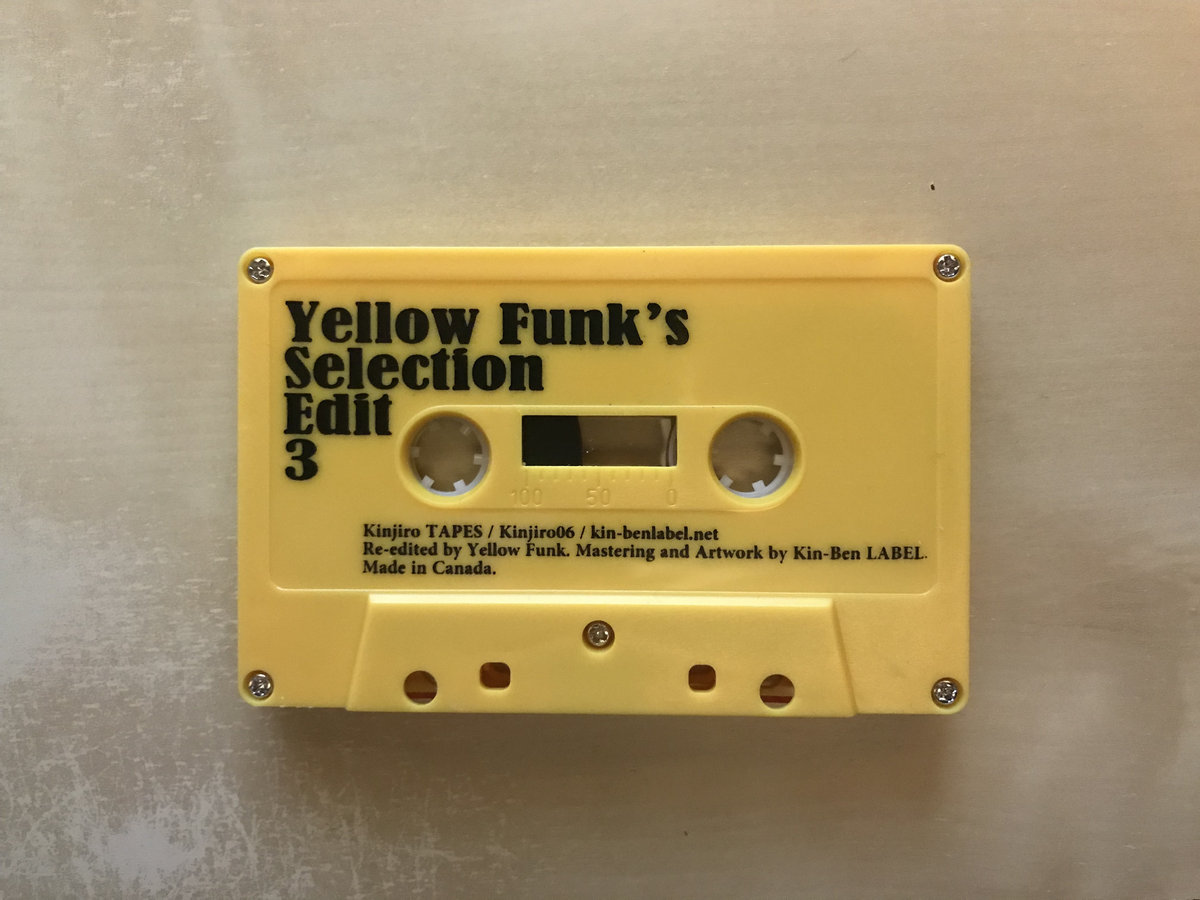 Yellow Funk's
Selection
Edit
3
100 50 0
Kinjiro TAPES / Kinjiro06 / kin-benlabel.net
Re-edited by Yellow Funk. Mastering and Artwork by Kin-Ben LABEL.
Made in Canada.